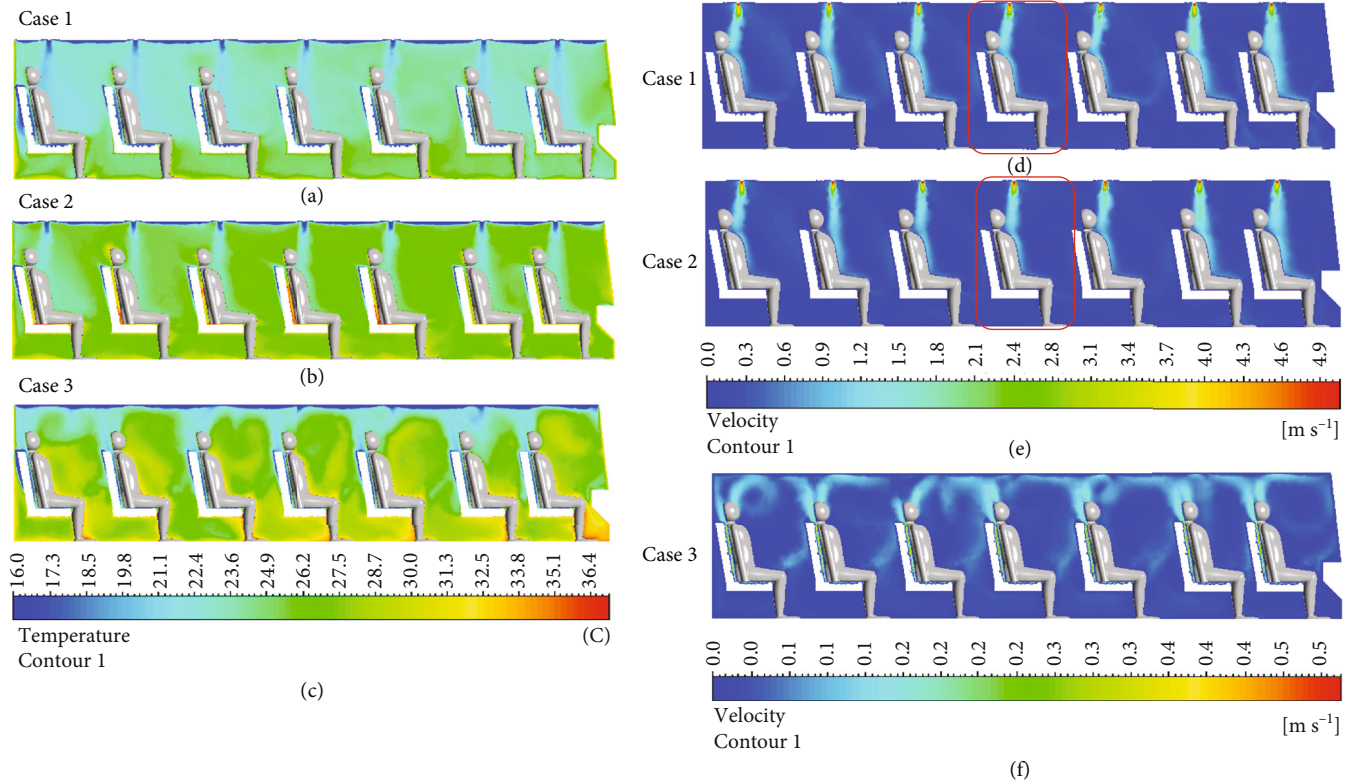 Case 1
(a)
Case 2
(b)
Case 3
16.0 17.3 18.5 19.8 21.1 22.4 23.6 24.9 26.2 27.5 28.7 30.0 31.3 32.5 33.8 35.1 36.4
Temperature (C)
Contour 1
(c)
Case 1
(d)
Case 2
0.0 0.3 0.6 0.9 1.2 1.5 1.8 2.1 2.4 2.8 3.1 3.4 3.7 4.0 4.3 4.6 4.9
Velocity [m s⁻¹]
Contour 1
(e)
Case 3
0.0 0.0 0.1 0.1 0.1 0.2 0.2 0.2 0.2 0.3 0.3 0.3 0.4 0.4 0.4 0.5 0.5
Velocity [m s⁻¹]
Contour 1
(f)